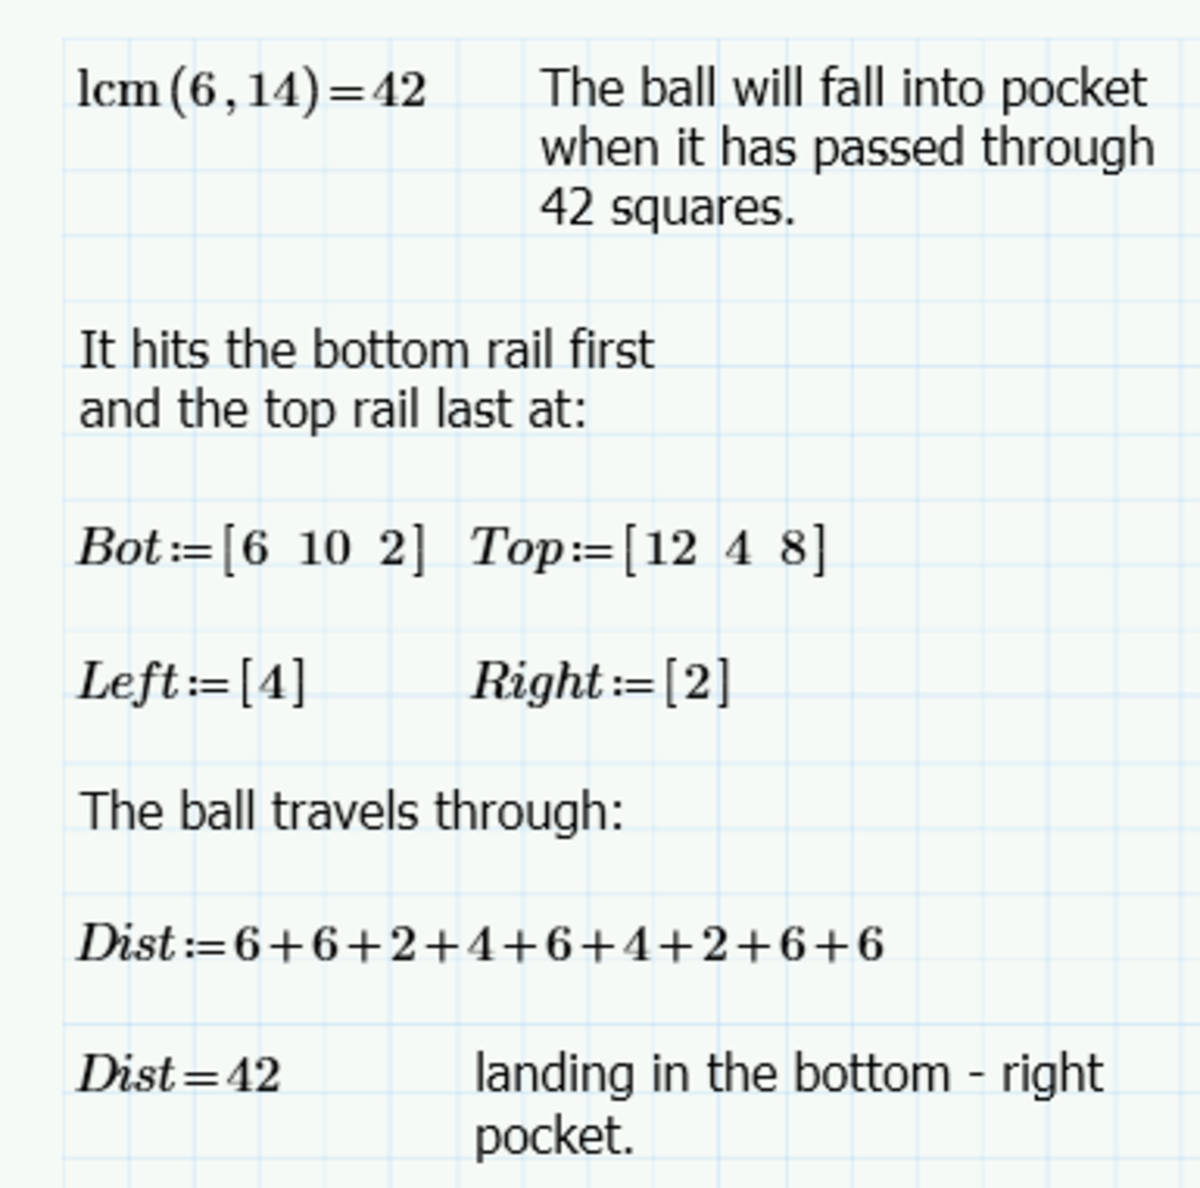 lcm(6,14)=42
The ball will fall into pocket
when it has passed through
42 squares.
It hits the bottom rail first
and the top rail last at:
Bot:=[6 10 2] Top:=[12 4 8]
Left:=[4] Right:=[2]
The ball travels through:
Dist:=6+6+2+4+6+4+2+6+6
Dist=42
landing in the bottom - right
pocket.